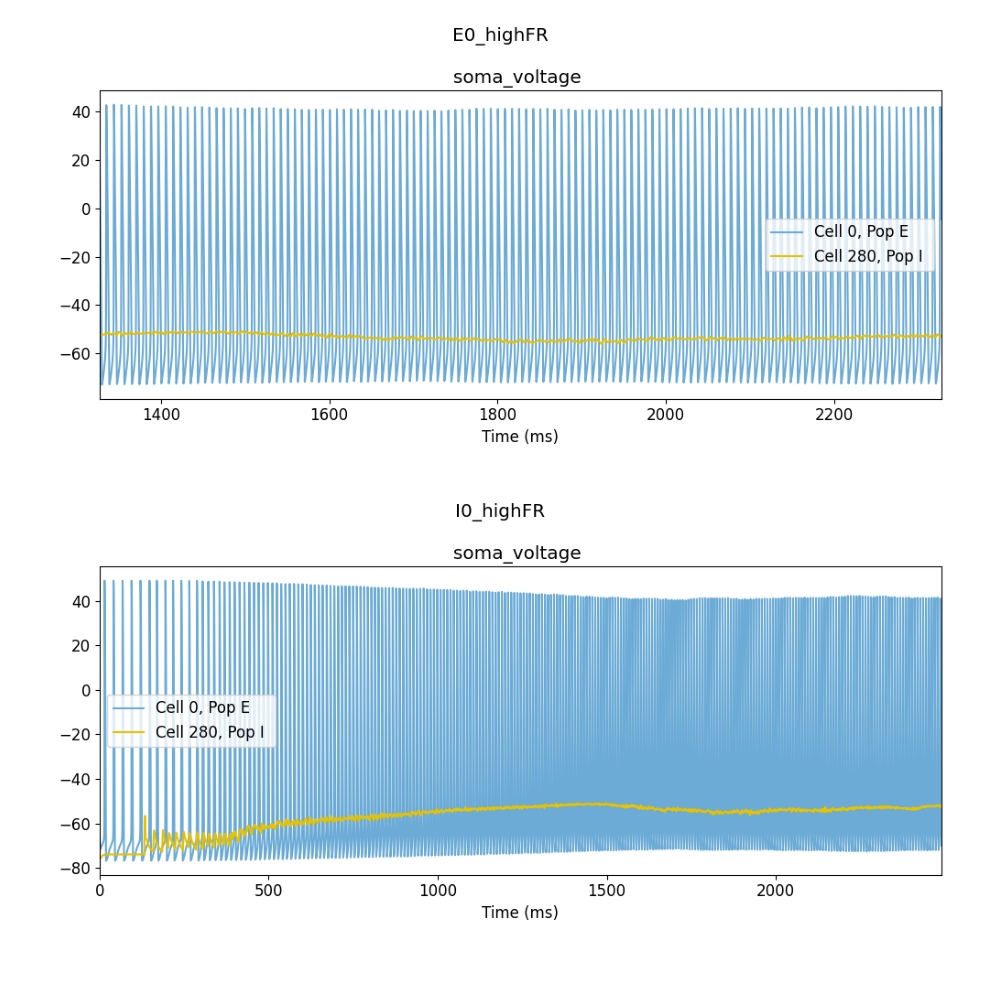 E0_highFR
soma_voltage
40
20
0
−20
−40
−60
Cell 0, Pop E
Cell 280, Pop I
1400 1600 1800 2000 2200
Time (ms)
I0_highFR
soma_voltage
40
20
0
−20
−40
−60
−80
Cell 0, Pop E
Cell 280, Pop I
0 500 1000 1500 2000
Time (ms)